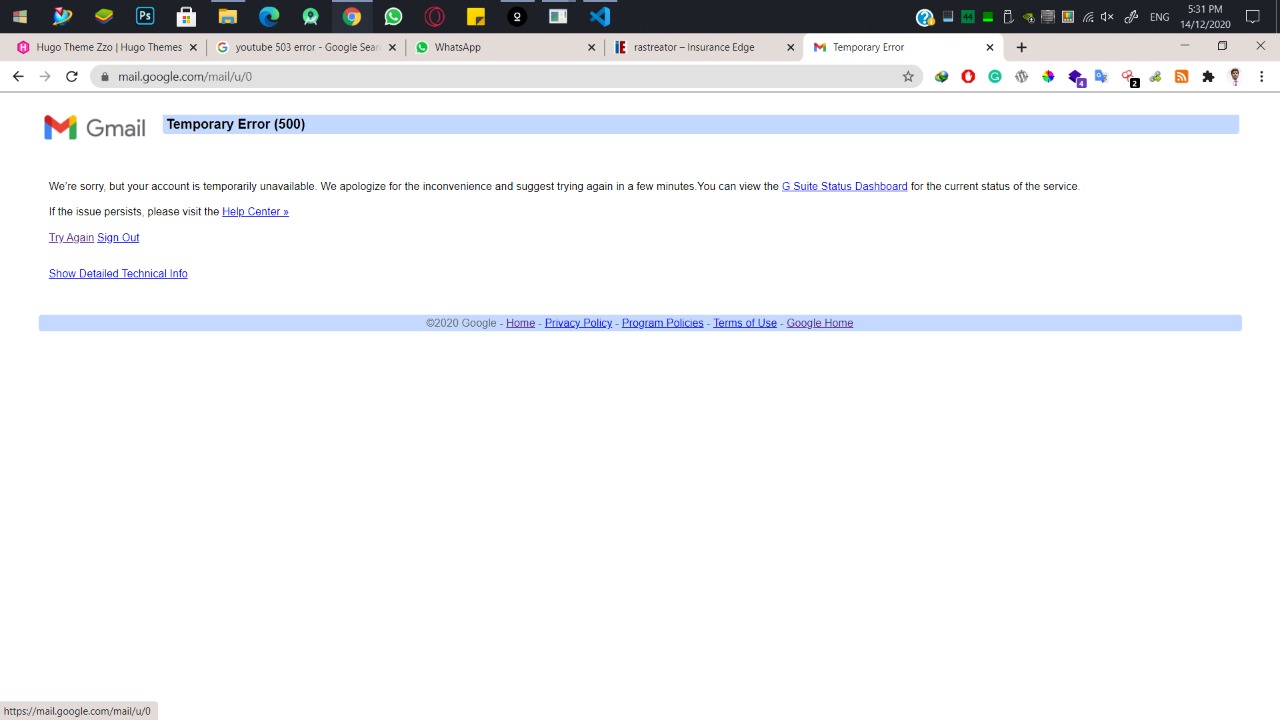 Ps
5:31 PM
ENG
14/12/2020
Hugo Theme Zzo | Hugo Themes
youtube 503 error - Google Sear
WhatsApp
rastreator – Insurance Edge
Temporary Error
mail.google.com/mail/u/0
4
2
Gmail
Temporary Error (500)
We're sorry, but your account is temporarily unavailable. We apologize for the inconvenience and suggest trying again in a few minutes.You can view the G Suite Status Dashboard for the current status of the service.
If the issue persists, please visit the Help Center »
Try Again Sign Out
Show Detailed Technical Info
©2020 Google - Home - Privacy Policy - Program Policies - Terms of Use - Google Home
https://mail.google.com/mail/u/0